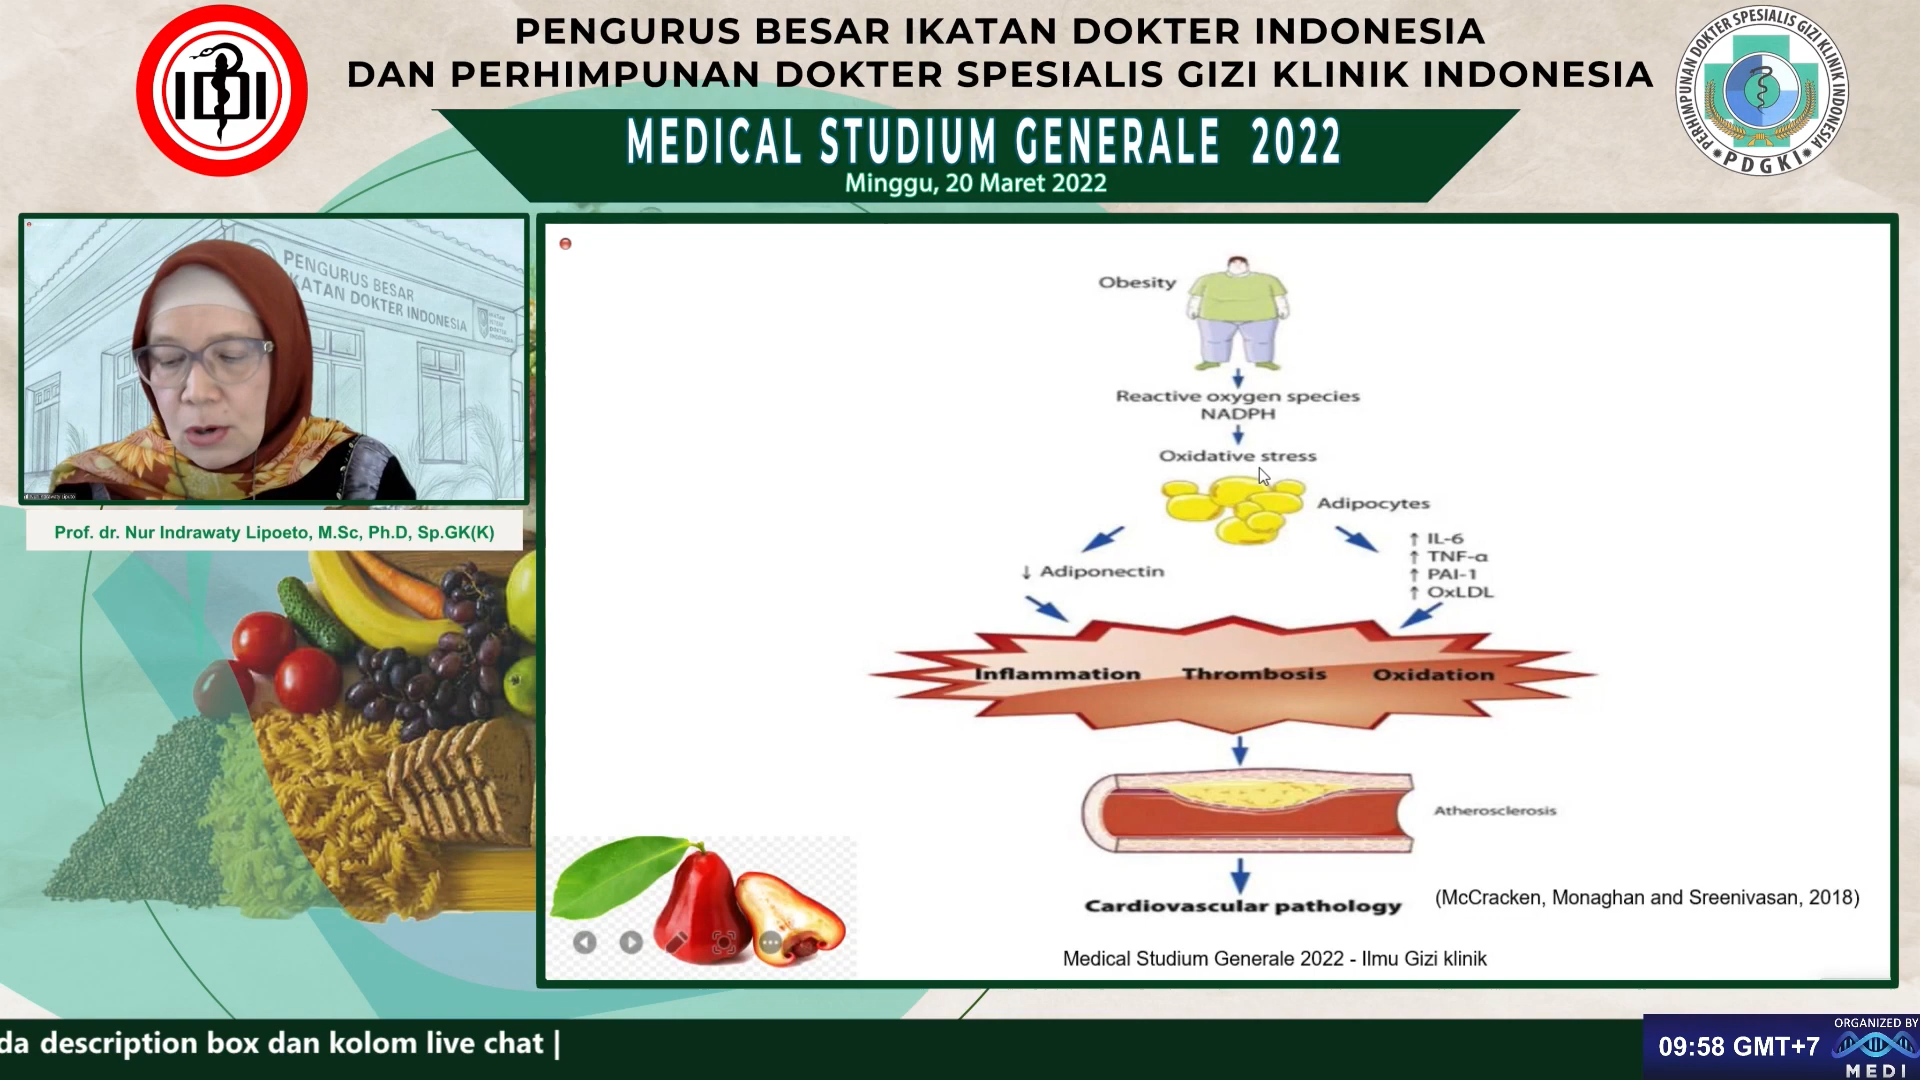 PENGURUS BESAR IKATAN DOKTER INDONESIA
DAN PERHIMPUNAN DOKTER SPESIALIS GIZI KLINIK INDONESIA
IDI
PERHIMPUNAN DOKTER SPESIALIS GIZI KLINIK INDONESIA
PDGKI
MEDICAL STUDIUM GENERALE 2022
Minggu, 20 Maret 2022
PENGURUS BESAR
IKATAN DOKTER INDONESIA
Prof. dr. Nur Indrawaty Lipoeto, M.Sc, Ph.D, Sp.GK(K)
Obesity
Reactive oxygen species
NADPH
Oxidative stress
Adipocytes
↓ Adiponectin
↑ IL-6
↑ TNF-α
↑ PAI-1
↑ OxLDL
Inflammation Thrombosis Oxidation
Atherosclerosis
Cardiovascular pathology
(McCracken, Monaghan and Sreenivasan, 2018)
Medical Studium Generale 2022 - Ilmu Gizi klinik
da description box dan kolom live chat |
09:58 GMT+7
ORGANIZED BY
MEDI